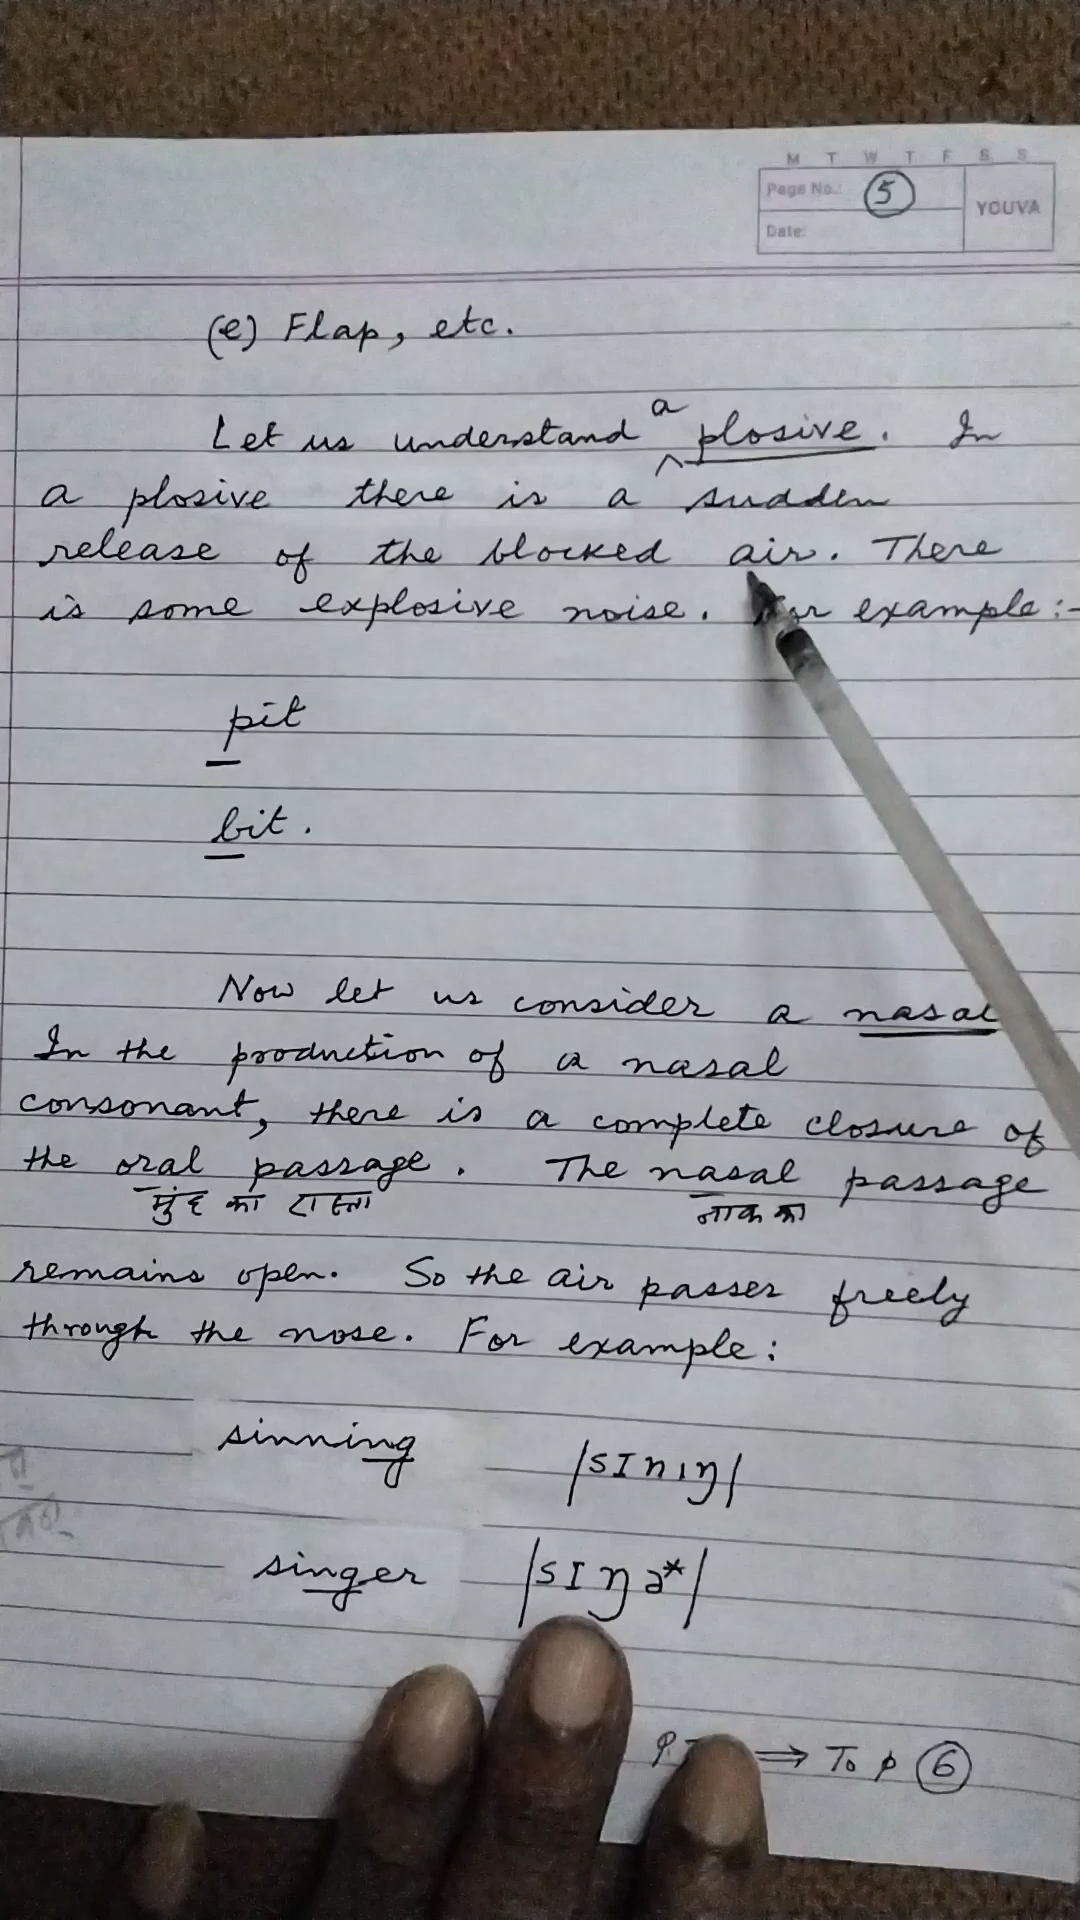 M T W T F S S
Page No.: 5
YOUVA
Date:
(e) Flap, etc.
Let us understand a plosive. In
a plosive there is a sudden
release of the blocked air. There
is some explosive noise. For example:-
pit
bit.
Now let us consider a nasal
In the production of a nasal
consonant, there is a complete closure of
the oral passage. The nasal passage
मुंह का रास्ता नाक का
remains open. So the air passes freely
through the nose. For example:
sinning |sɪnɪŋ|
singer |sɪŋə*|
⇒ To p 6